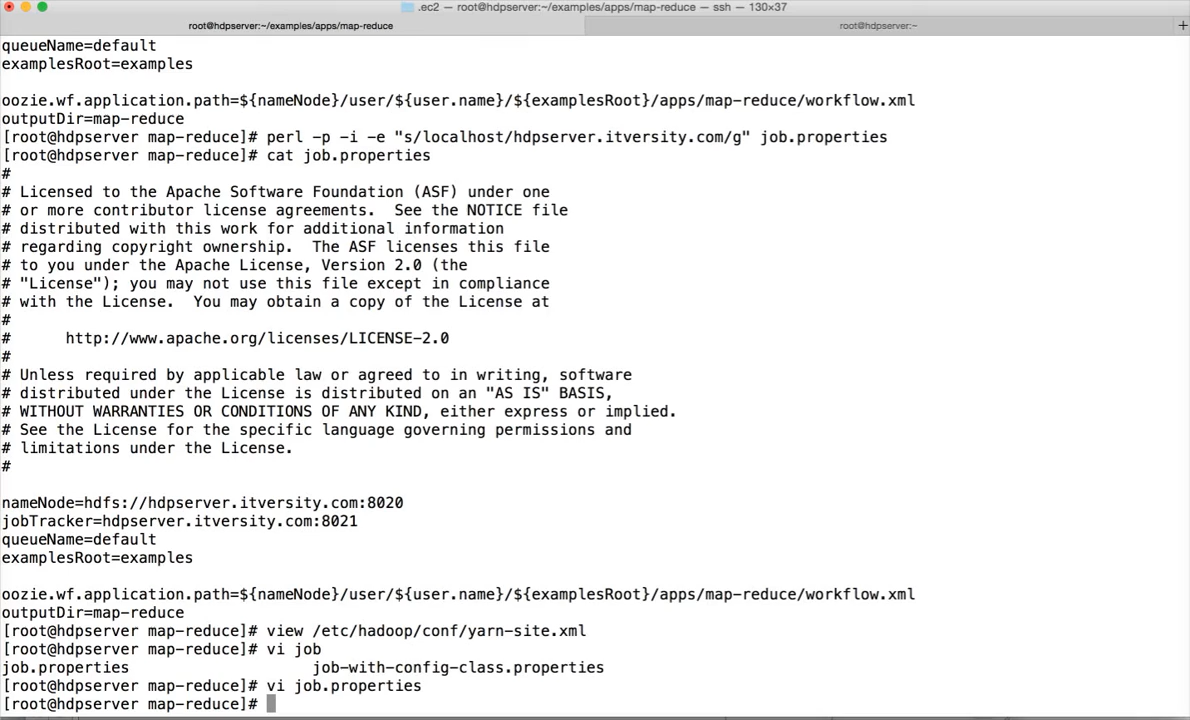 .ec2 — root@hdpserver:~/examples/apps/map-reduce — ssh — 130×37
root@hdpserver:~/examples/apps/map-reduce
root@hdpserver:~
+
queueName=default
examplesRoot=examples
oozie.wf.application.path=${nameNode}/user/${user.name}/${examplesRoot}/apps/map-reduce/workflow.xml
outputDir=map-reduce
[root@hdpserver map-reduce]# perl -p -i -e "s/localhost/hdpserver.itversity.com/g" job.properties
[root@hdpserver map-reduce]# cat job.properties
#
# Licensed to the Apache Software Foundation (ASF) under one
# or more contributor license agreements.  See the NOTICE file
# distributed with this work for additional information
# regarding copyright ownership.  The ASF licenses this file
# to you under the Apache License, Version 2.0 (the
# "License"); you may not use this file except in compliance
# with the License.  You may obtain a copy of the License at
#
#      http://www.apache.org/licenses/LICENSE-2.0
#
# Unless required by applicable law or agreed to in writing, software
# distributed under the License is distributed on an "AS IS" BASIS,
# WITHOUT WARRANTIES OR CONDITIONS OF ANY KIND, either express or implied.
# See the License for the specific language governing permissions and
# limitations under the License.
#
nameNode=hdfs://hdpserver.itversity.com:8020
jobTracker=hdpserver.itversity.com:8021
queueName=default
examplesRoot=examples
oozie.wf.application.path=${nameNode}/user/${user.name}/${examplesRoot}/apps/map-reduce/workflow.xml
outputDir=map-reduce
[root@hdpserver map-reduce]# view /etc/hadoop/conf/yarn-site.xml
[root@hdpserver map-reduce]# vi job
job.properties                    job-with-config-class.properties
[root@hdpserver map-reduce]# vi job.properties
[root@hdpserver map-reduce]#